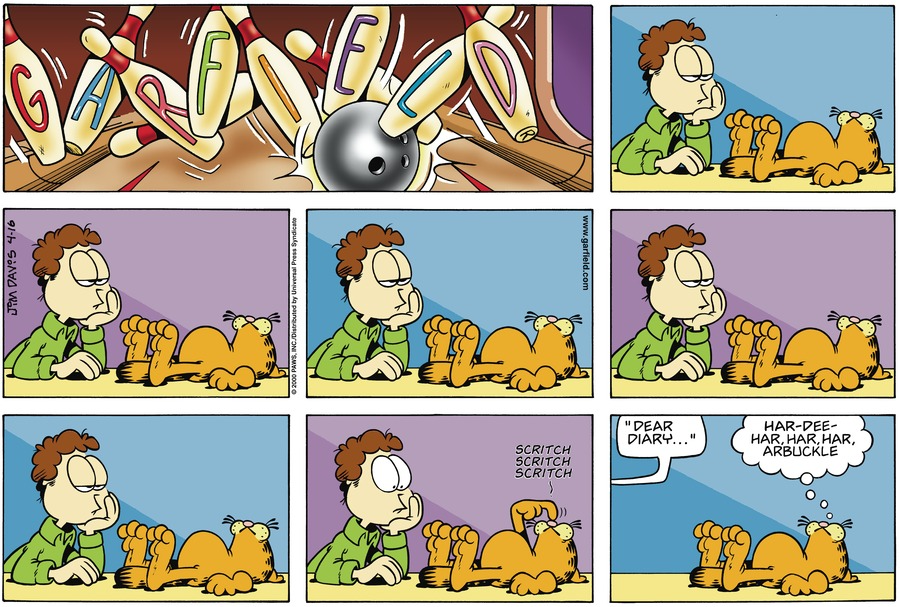 GARFIELD
JIM DAVIS 4-16
© 2000 PAWS, INC./Distributed by Universal Press Syndicate
www.garfield.com
SCRITCH
SCRITCH
SCRITCH
"DEAR
DIARY..."
HAR-DEE-
HAR, HAR, HAR,
ARBUCKLE